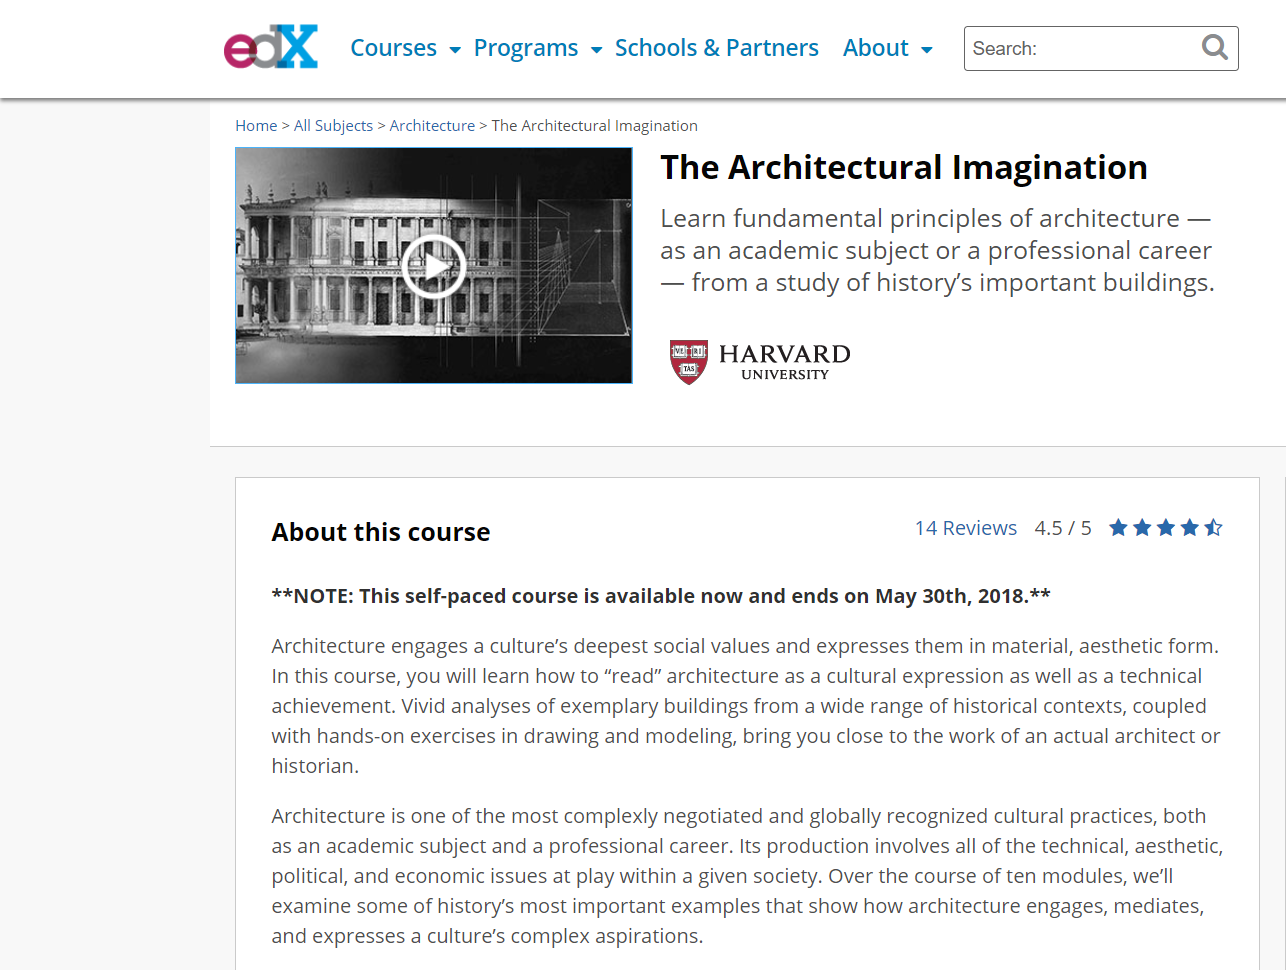 edX Courses Programs Schools & Partners About Search:
Home > All Subjects > Architecture > The Architectural Imagination
The Architectural Imagination
Learn fundamental principles of architecture —
as an academic subject or a professional career
— from a study of history’s important buildings.
VE RI
TAS
HARVARD
UNIVERSITY
About this course
14 Reviews 4.5 / 5
**NOTE: This self-paced course is available now and ends on May 30th, 2018.**
Architecture engages a culture’s deepest social values and expresses them in material, aesthetic form.
In this course, you will learn how to “read” architecture as a cultural expression as well as a technical
achievement. Vivid analyses of exemplary buildings from a wide range of historical contexts, coupled
with hands-on exercises in drawing and modeling, bring you close to the work of an actual architect or
historian.
Architecture is one of the most complexly negotiated and globally recognized cultural practices, both
as an academic subject and a professional career. Its production involves all of the technical, aesthetic,
political, and economic issues at play within a given society. Over the course of ten modules, we’ll
examine some of history’s most important examples that show how architecture engages, mediates,
and expresses a culture’s complex aspirations.